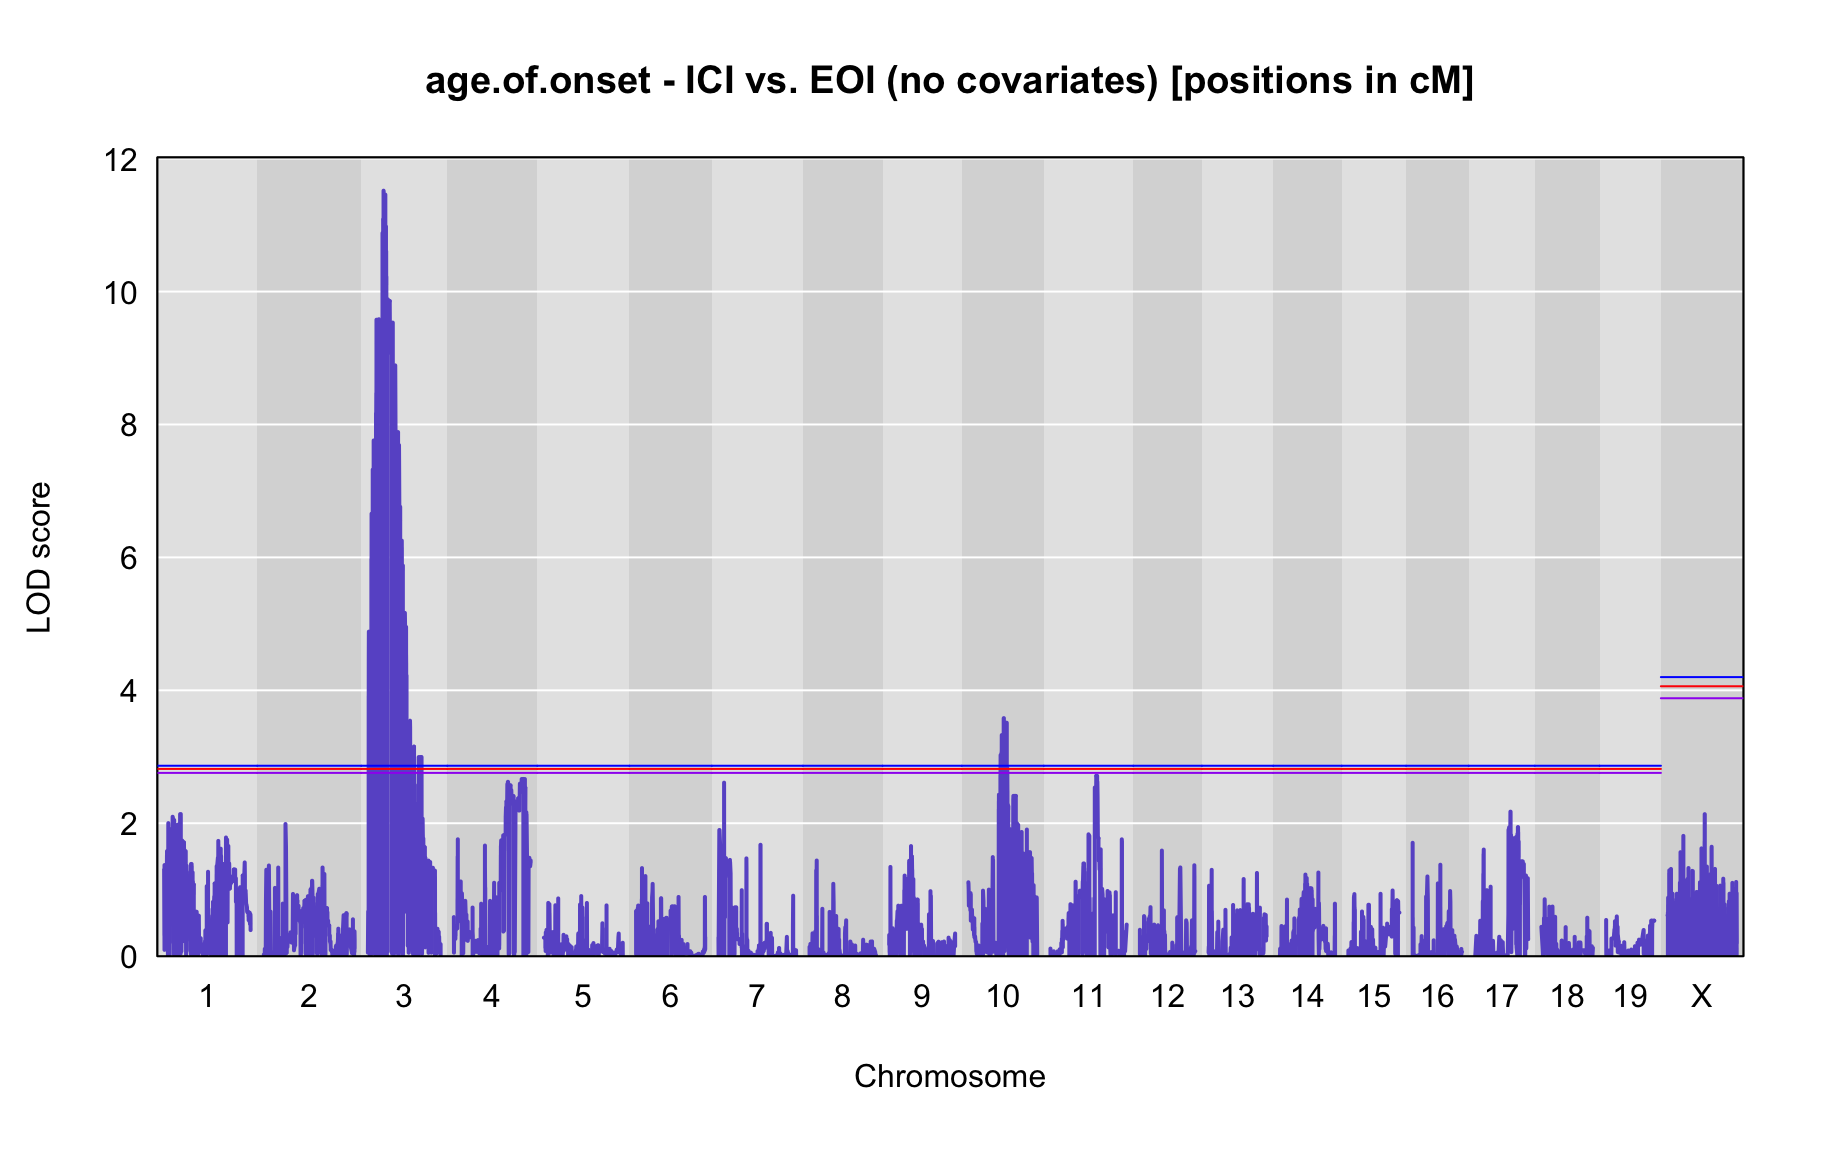 age.of.onset - ICI vs. EOI (no covariates) [positions in cM]
12
10
8
6
4
2
0
LOD score
1 2 3 4 5 6 7 8 9 10 11 12 13 14 15 16 17 18 19 X
Chromosome